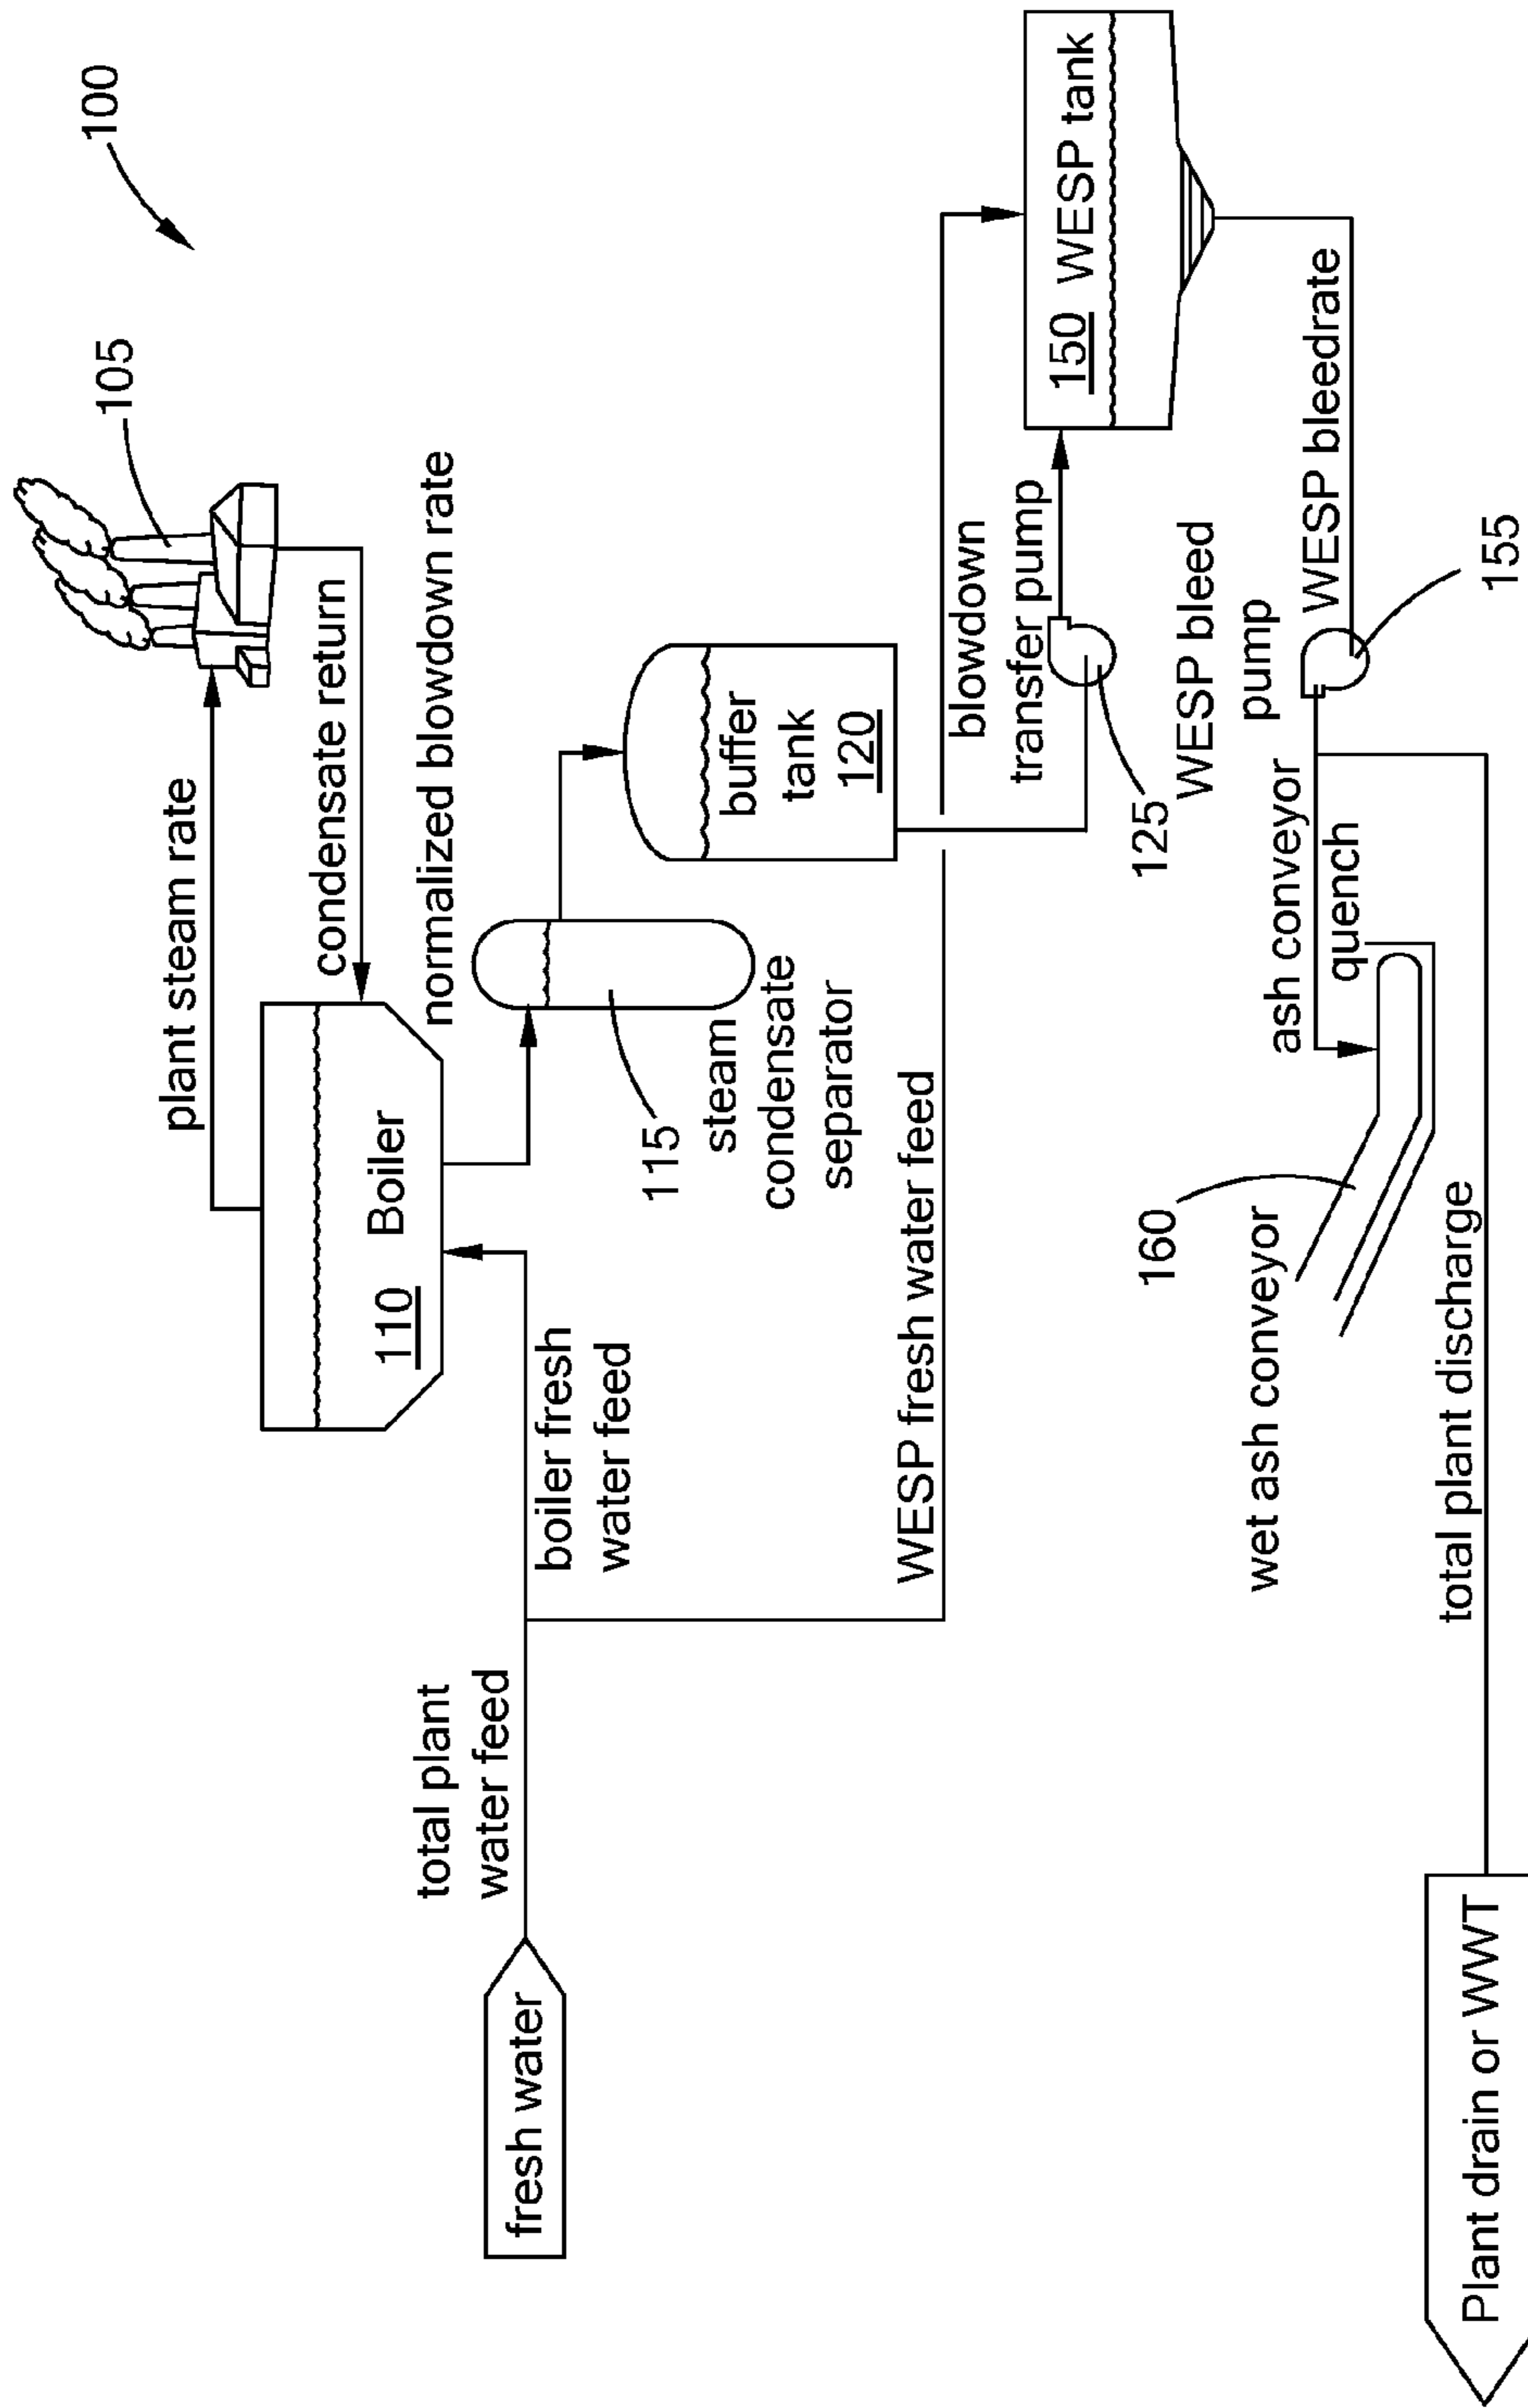 100
105
plant steam rate
condensate return
110 Boiler
normalized blowdown rate
total plant
water feed
fresh water
boiler fresh
water feed
115
steam
condensate
separator
buffer
tank
120
WESP fresh water feed
blowdown
transfer pump
125
150 WESP tank
WESP bleed
pump
WESP bleedrate
155
ash conveyor
quench
160
wet ash conveyor
total plant discharge
Plant drain or WWT